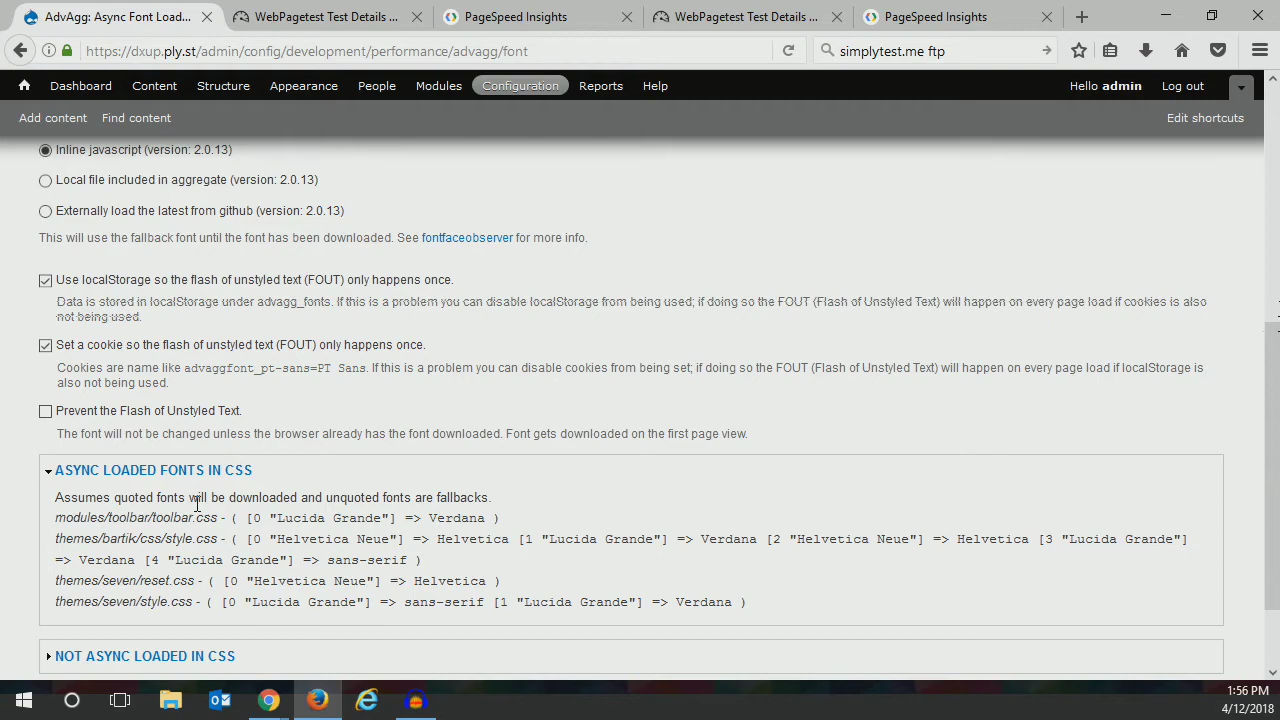 AdvAgg: Async Font Load...
WebPagetest Test Details ...
PageSpeed Insights
WebPagetest Test Details ...
PageSpeed Insights
https://dxup.ply.st/admin/config/development/performance/advagg/font
simplytest.me ftp
Dashboard Content Structure Appearance People Modules Configuration Reports Help Hello admin Log out
Add content Find content Edit shortcuts
Inline javascript (version: 2.0.13)
Local file included in aggregate (version: 2.0.13)
Externally load the latest from github (version: 2.0.13)
This will use the fallback font until the font has been downloaded. See fontfaceobserver for more info.
Use localStorage so the flash of unstyled text (FOUT) only happens once.
Data is stored in localStorage under advagg_fonts. If this is a problem you can disable localStorage from being used; if doing so the FOUT (Flash of Unstyled Text) will happen on every page load if cookies is also
not being used.
Set a cookie so the flash of unstyled text (FOUT) only happens once.
Cookies are name like advaggfont_pt-sans=PT Sans. If this is a problem you can disable cookies from being set; if doing so the FOUT (Flash of Unstyled Text) will happen on every page load if localStorage is
also not being used.
Prevent the Flash of Unstyled Text.
The font will not be changed unless the browser already has the font downloaded. Font gets downloaded on the first page view.
ASYNC LOADED FONTS IN CSS
Assumes quoted fonts will be downloaded and unquoted fonts are fallbacks.
modules/toolbar/toolbar.css - ( [0 "Lucida Grande"] => Verdana )
themes/bartik/css/style.css - ( [0 "Helvetica Neue"] => Helvetica [1 "Lucida Grande"] => Verdana [2 "Helvetica Neue"] => Helvetica [3 "Lucida Grande"]
=> Verdana [4 "Lucida Grande"] => sans-serif )
themes/seven/reset.css - ( [0 "Helvetica Neue"] => Helvetica )
themes/seven/style.css - ( [0 "Lucida Grande"] => sans-serif [1 "Lucida Grande"] => Verdana )
NOT ASYNC LOADED IN CSS
1:56 PM
4/12/2018